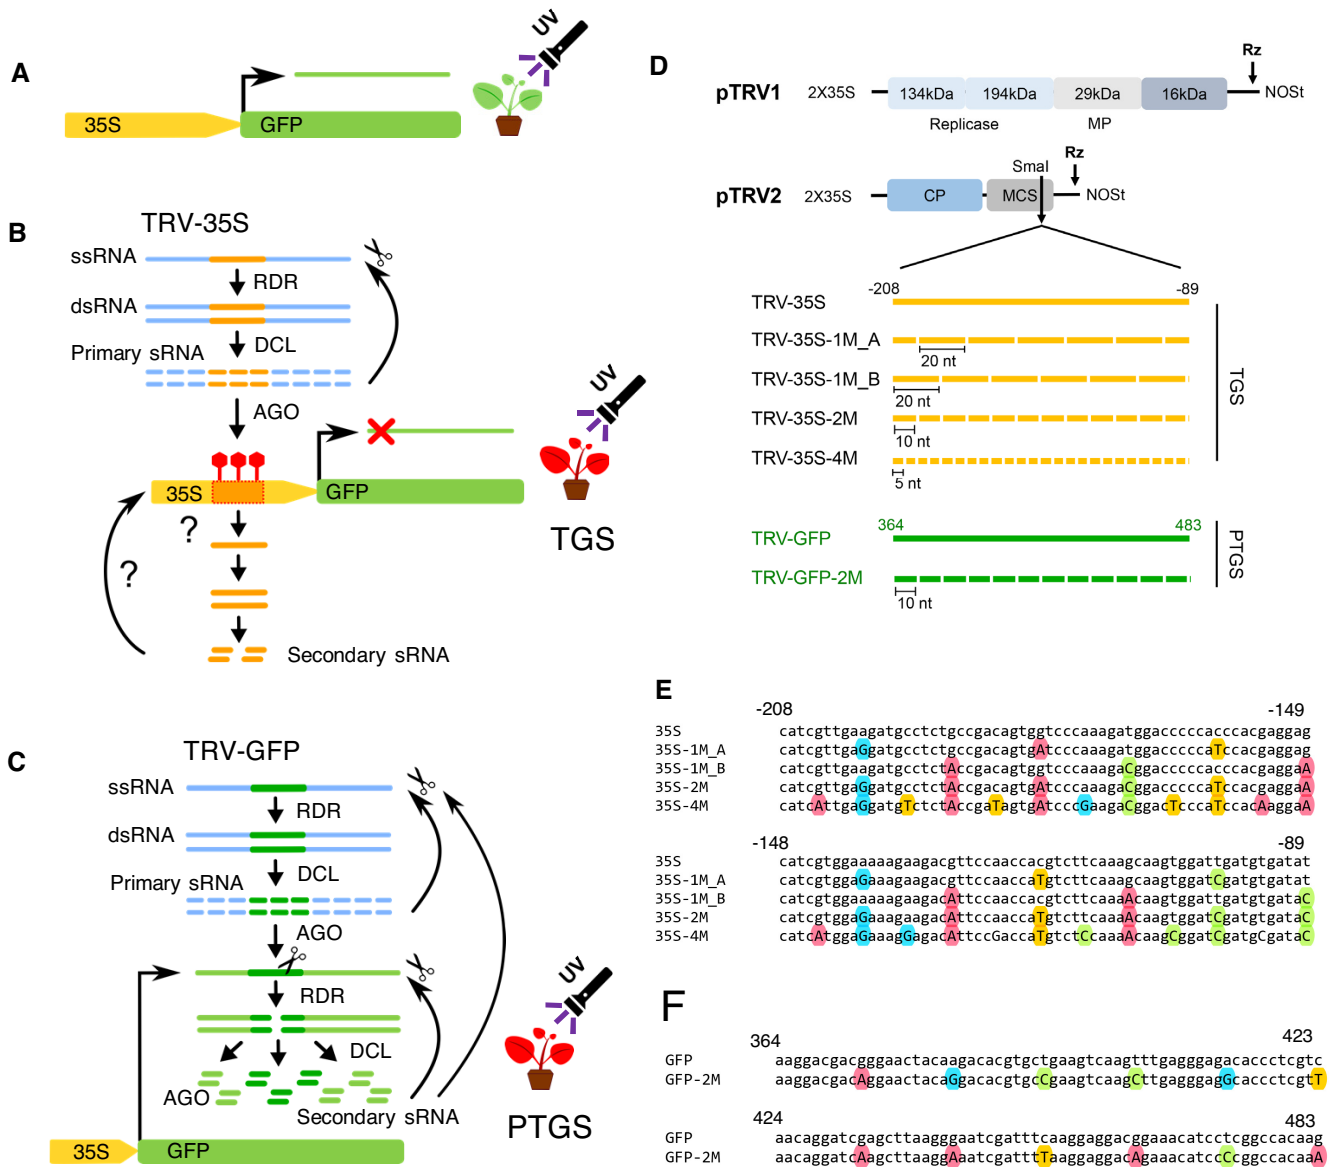 A
35S
GFP
UV
B
TRV-35S
ssRNA
RDR
dsRNA
DCL
Primary sRNA
AGO
35S
GFP
UV
TGS
?
?
Secondary sRNA
C
TRV-GFP
ssRNA
RDR
dsRNA
DCL
Primary sRNA
AGO
RDR
DCL
AGO
Secondary sRNA
UV
PTGS
35S
GFP
D
Rz
pTRV1 2X35S 134kDa 194kDa 29kDa 16kDa NOSt
Replicase MP
SmaI Rz
pTRV2 2X35S CP MCS NOSt
-208 -89
TRV-35S
TRV-35S-1M_A
20 nt
TRV-35S-1M_B
20 nt
TRV-35S-2M
10 nt
TRV-35S-4M
5 nt
TGS
364 483
TRV-GFP
TRV-GFP-2M
10 nt
PTGS
E
-208 -149
35S catcgttgaagatgcctctgccgacagtggtcccaaagatggacccccacccacgaggag
35S-1M_A catcgttgaGgatgcctctgccgacagtgAtcccaaagatggacccccaTccacgaggag
35S-1M_B catcgttgaagatgcctctAccgacagtggtcccaaagaCggacccccacccacgaggaA
35S-2M catcgttgaGgatgcctctAccgacagtgAtcccaaagaCggacccccaTccacgaggaA
35S-4M catcAttgaGgatgTctctAccgaTagtgAtcccGaagaCggacTcccaTccacAaggaA
-148 -89
35S catcgtggaaaaagaagacgttccaaccacgtcttcaaagcaagtggattgatgtgatat
35S-1M_A catcgtggaGaaagaagacgttccaaccaTgtcttcaaagcaagtggatCgatgtgatat
35S-1M_B catcgtggaaaaagaagacAttccaaccacgtcttcaaaAcaagtggattgatgtgataC
35S-2M catcgtggaGaaagaagacAttccaaccaTgtcttcaaaAcaagtggatCgatgtgataC
35S-4M catcAtggaGaaagGagacAttccGaccaTgtctCcaaaAcaagCggatCgatgCgataC
F
364 423
GFP aaggacgacgggaactacaagacacgtgctgaagtcaagtttgagggagacaccctcgtc
GFP-2M aaggacgacAggaactacaGgacacgtgcCgaagtcaagCttgagggagGcaccctcgtT
424 483
GFP aacaggatcgagcttaagggaatcgatttcaaggaggacggaaacatcctcggccacaag
GFP-2M aacaggatcAagcttaaggAaatcgatttTaaggaggacAgaaacatccCcggccacaaA